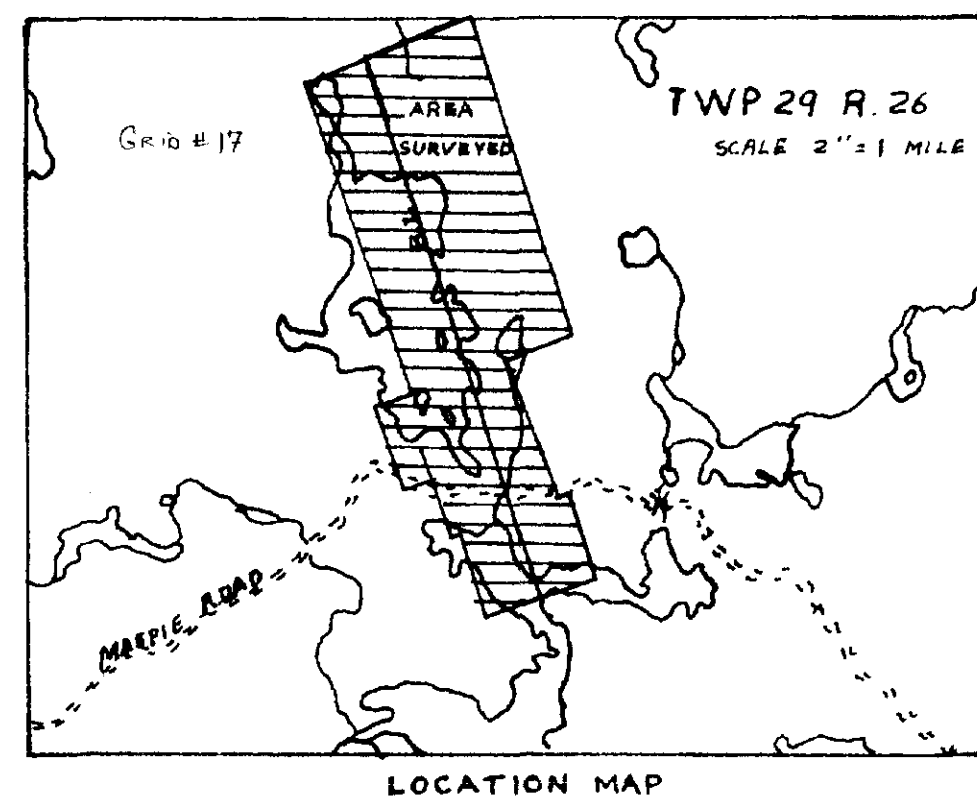 TWP 29 R. 26
SCALE 2" = 1 MILE
GRID #17
AREA
SURVEYED
B.L.
MAGPIE ROAD
LOCATION MAP